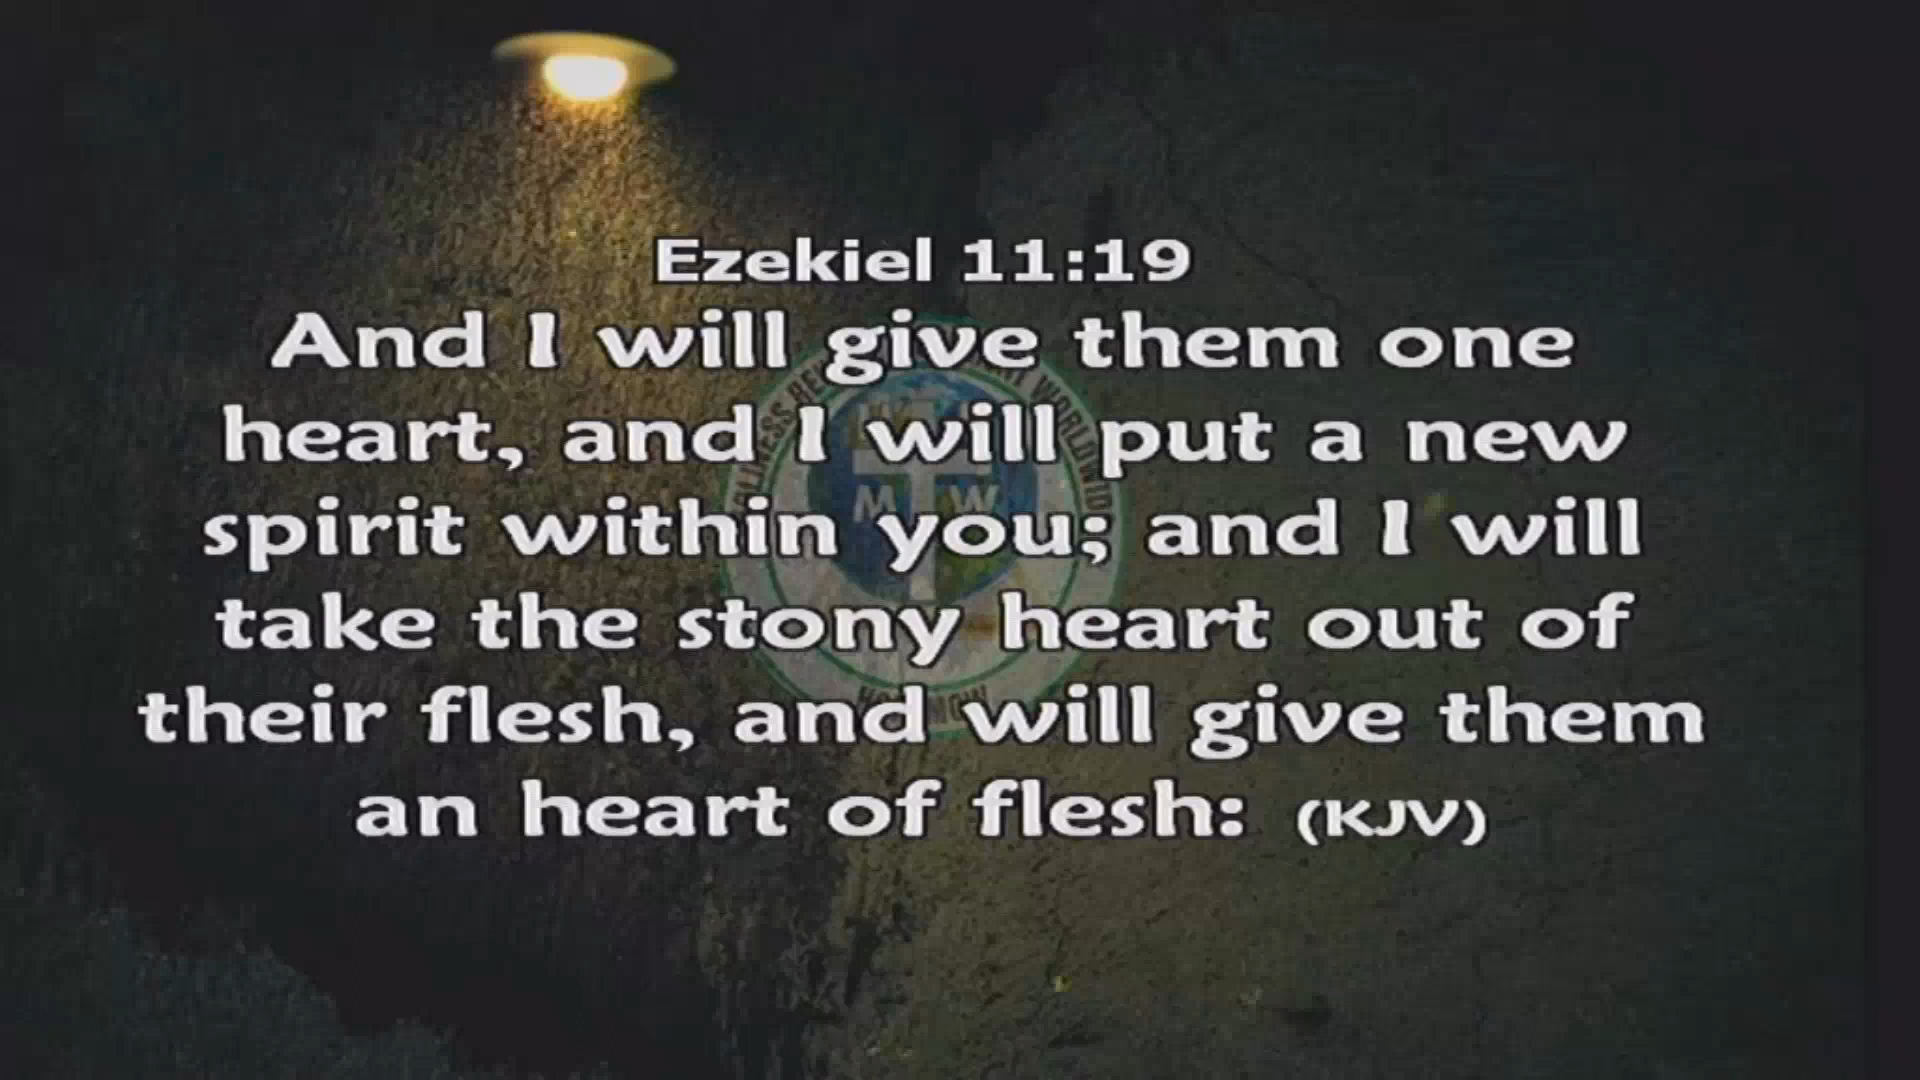 Ezekiel 11:19
And I will give them one
heart, and I will put a new
spirit within you; and I will
take the stony heart out of
their flesh, and will give them
an heart of flesh: (KJV)
WORLDWIDE
M W